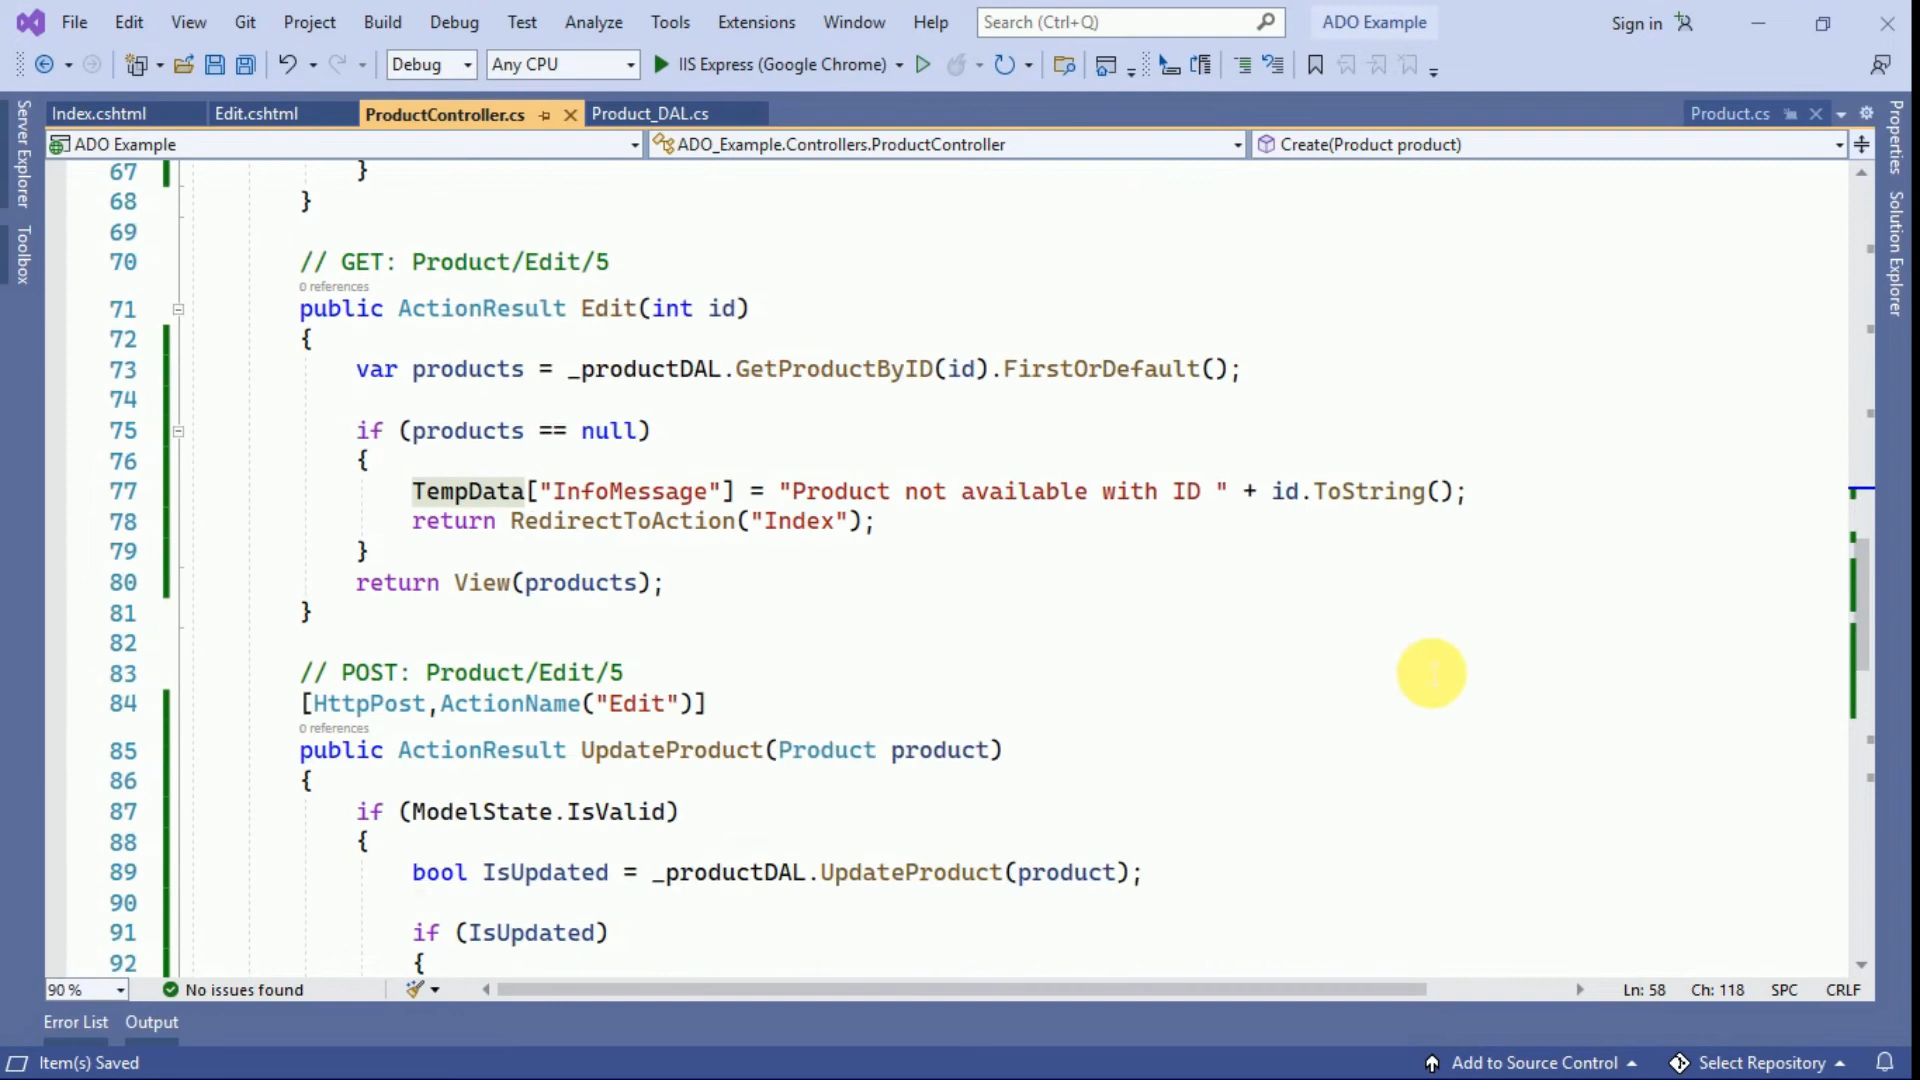 File Edit View Git Project Build Debug Test Analyze Tools Extensions Window Help Search (Ctrl+Q) ADO Example Sign in
Debug Any CPU IIS Express (Google Chrome)
Index.cshtml Edit.cshtml ProductController.cs Product_DAL.cs Product.cs
ADO Example ADO_Example.Controllers.ProductController Create(Product product)
Server Explorer
Toolbox
Properties
Solution Explorer
67 }
68 }
69
70 // GET: Product/Edit/5
0 references
71 public ActionResult Edit(int id)
72 {
73 var products = _productDAL.GetProductByID(id).FirstOrDefault();
74
75 if (products == null)
76 {
77 TempData["InfoMessage"] = "Product not available with ID " + id.ToString();
78 return RedirectToAction("Index");
79 }
80 return View(products);
81 }
82
83 // POST: Product/Edit/5
84 [HttpPost,ActionName("Edit")]
0 references
85 public ActionResult UpdateProduct(Product product)
86 {
87 if (ModelState.IsValid)
88 {
89 bool IsUpdated = _productDAL.UpdateProduct(product);
90
91 if (IsUpdated)
92 {
90 % No issues found Ln: 58 Ch: 118 SPC CRLF
Error List Output
Item(s) Saved Add to Source Control Select Repository